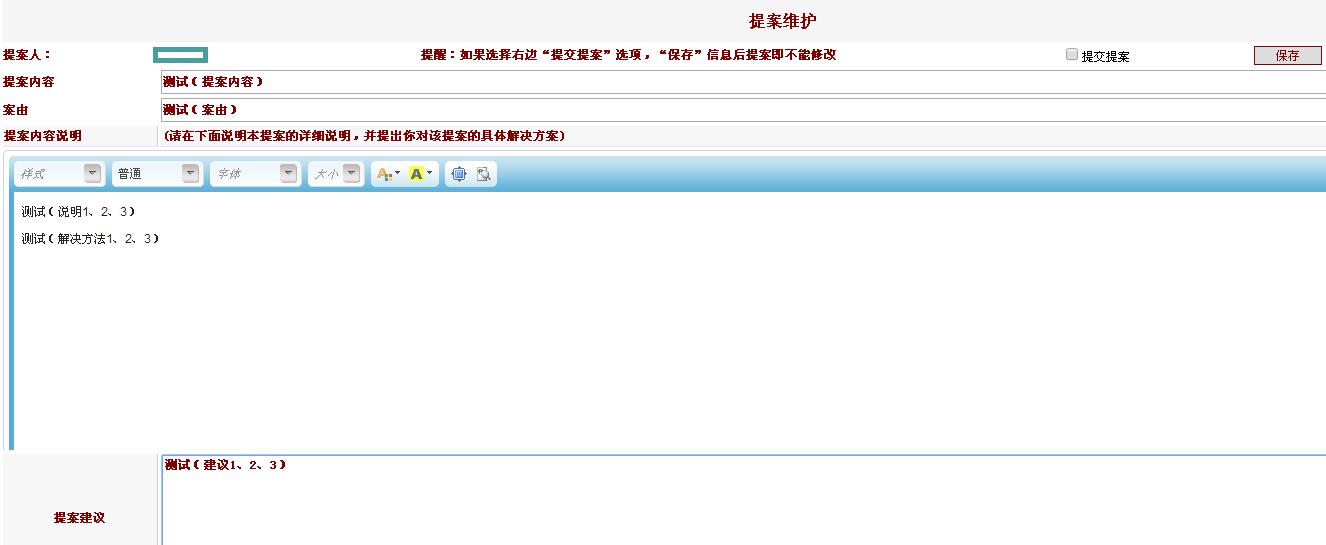 提案维护
提案人：
提醒：如果选择右边“提交提案”选项，“保存”信息后提案即不能修改
提交提案
保存
提案内容
测试（提案内容）
案由
测试（案由）
提案内容说明
(请在下面说明本提案的详细说明，并提出你对该提案的具体解决方案)
样式
普通
字体
大小
测试（说明1、2、3）
测试（解决方法1、2、3）
提案建议
测试（建议1、2、3）